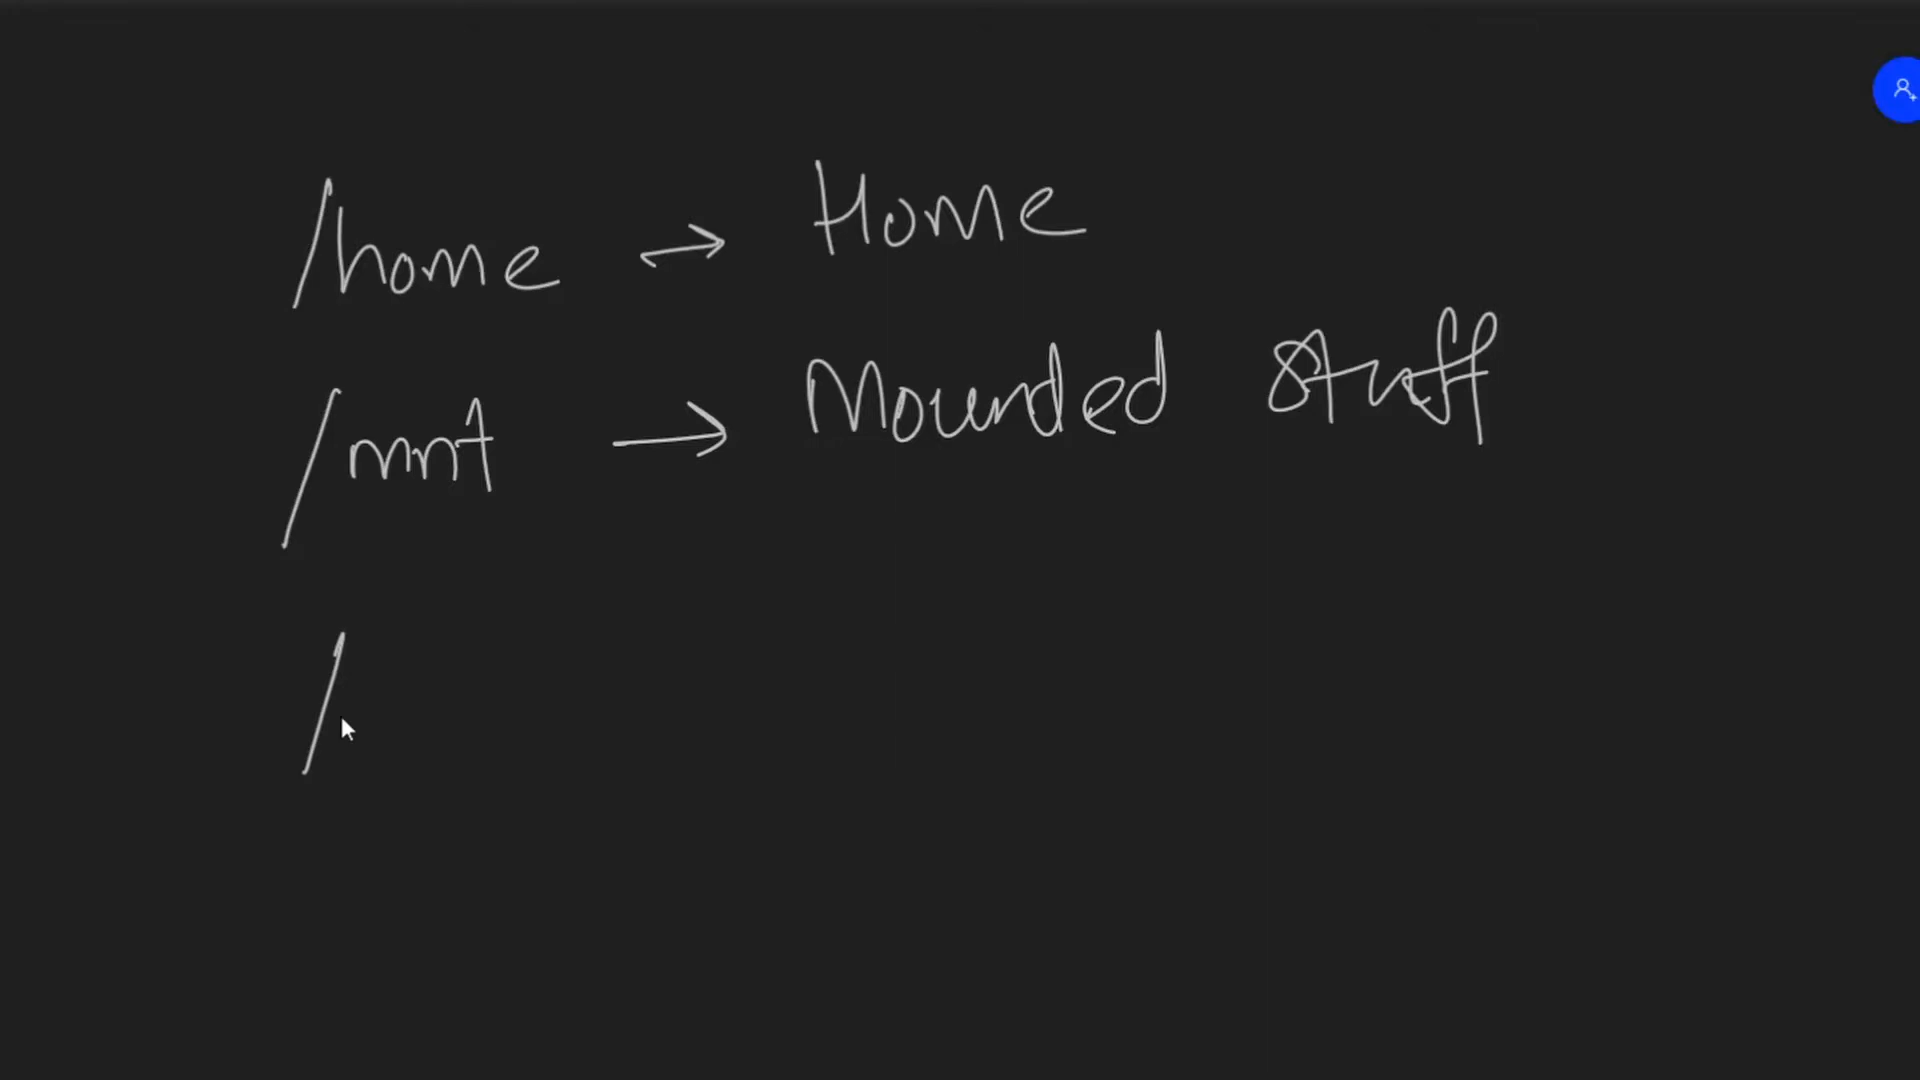 /home → Home
/mnt → Mounded stuff
/